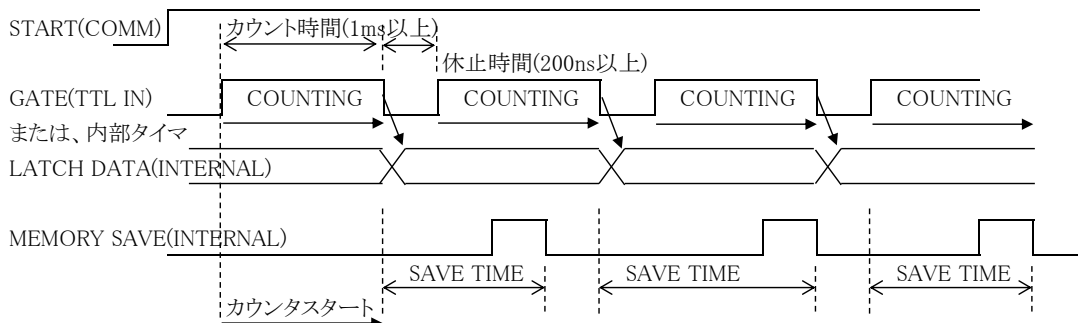 START(COMM)
カウント時間(1ms以上)
休止時間(200ns以上)
GATE(TTL IN)
COUNTING COUNTING COUNTING COUNTING
または、内部タイマ
LATCH DATA(INTERNAL)
MEMORY SAVE(INTERNAL)
SAVE TIME SAVE TIME SAVE TIME
カウンタスタート